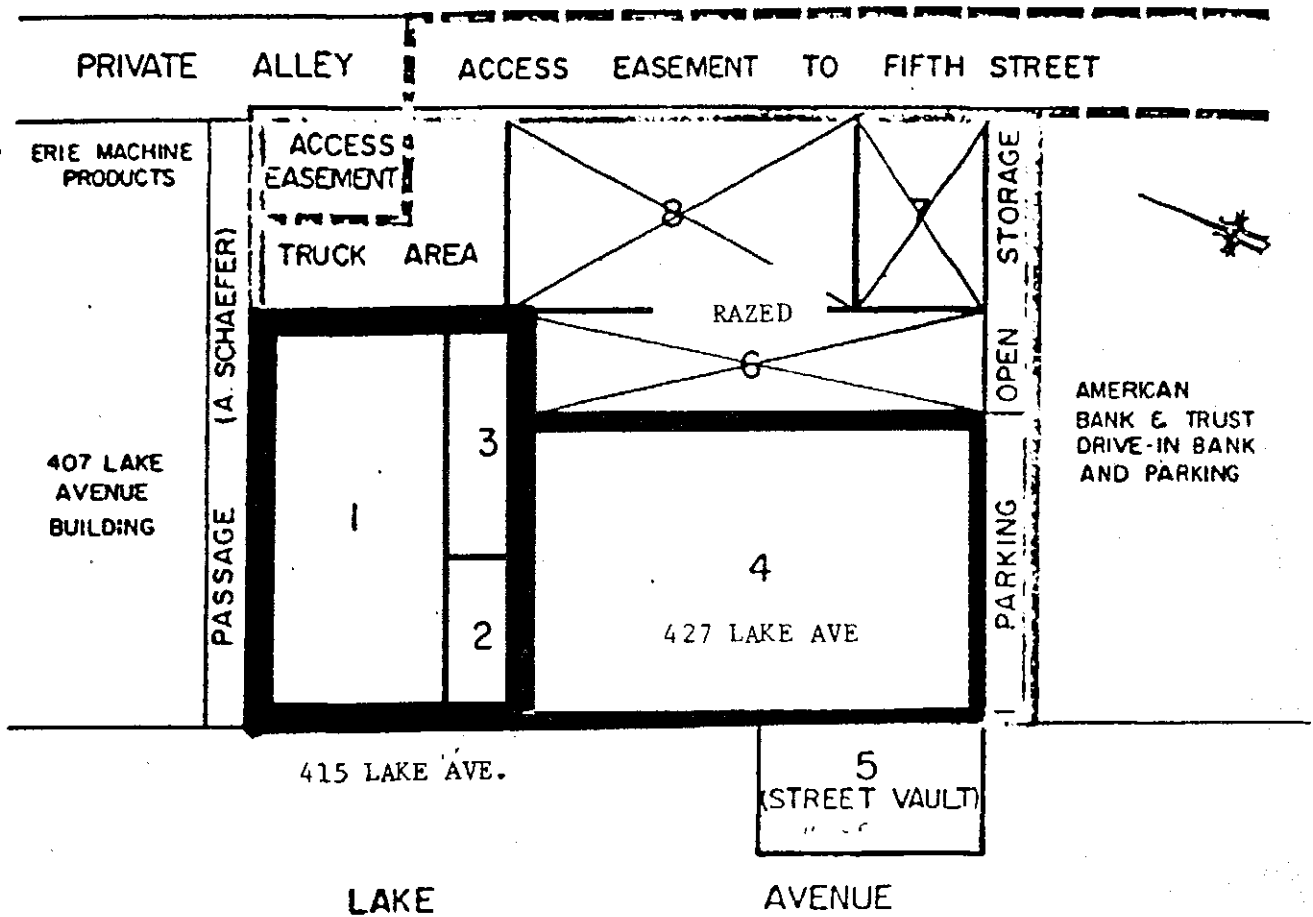 PRIVATE ALLEY
ACCESS EASEMENT TO FIFTH STREET
ERIE MACHINE
PRODUCTS
ACCESS
EASEMENT
TRUCK AREA
PASSAGE (A. SCHAEFER)
8
7
RAZED
6
OPEN STORAGE
PARKING
407 LAKE
AVENUE
BUILDING
1
3
2
4
427 LAKE AVE
AMERICAN
BANK & TRUST
DRIVE-IN BANK
AND PARKING
415 LAKE AVE.
5
(STREET VAULT)
LAKE AVENUE